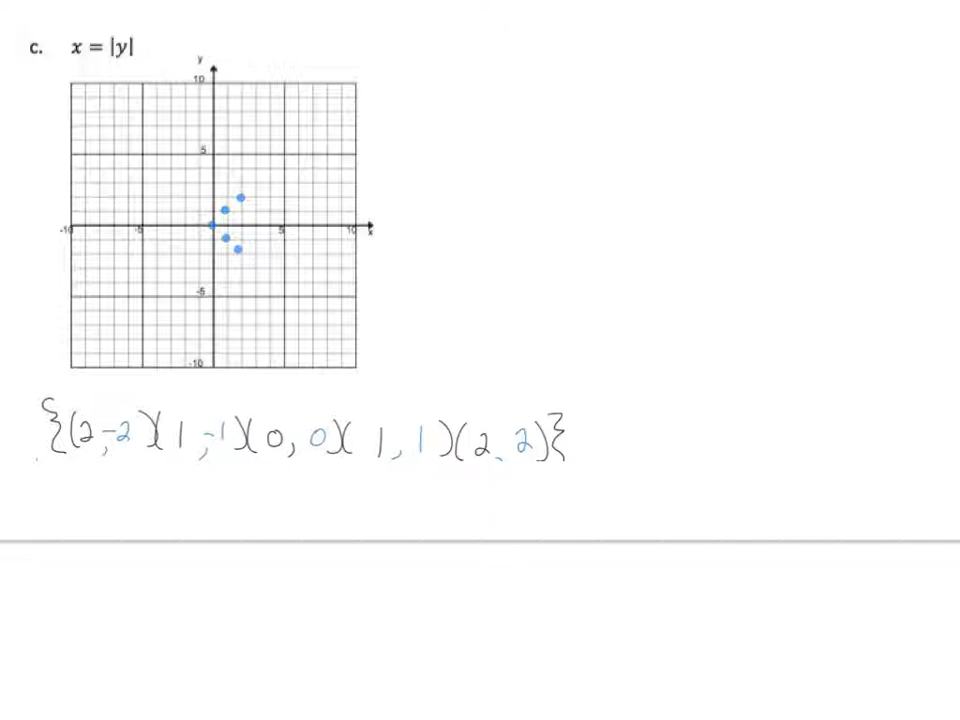 c. x = |y|
y
10
5
-10 -5 5 10 x
-5
-10
{(2,-2)(1,-1)(0,0)(1,1)(2,2)}